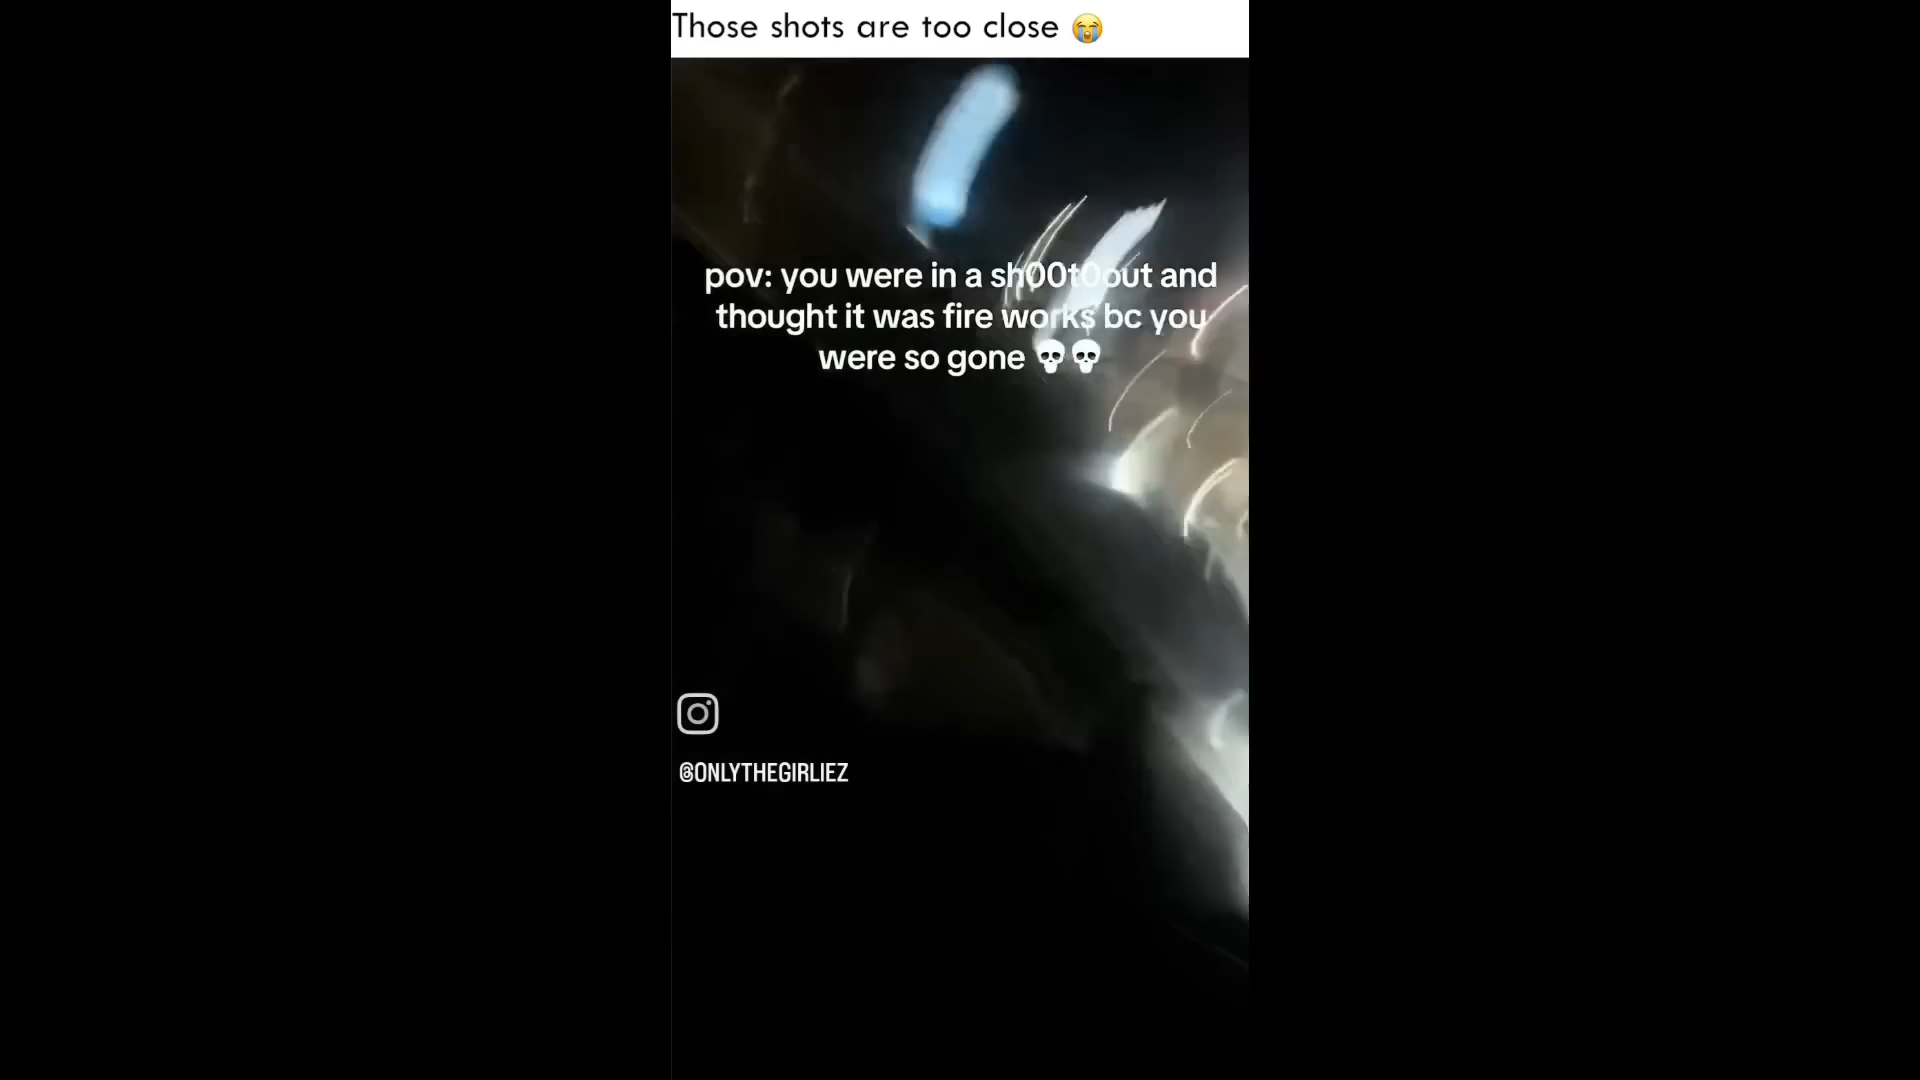 Those shots are too close 😭
pov: you were in a sh00t0out and
thought it was fire works bc you
were so gone 💀💀
@ONLYTHEGIRLIEZ